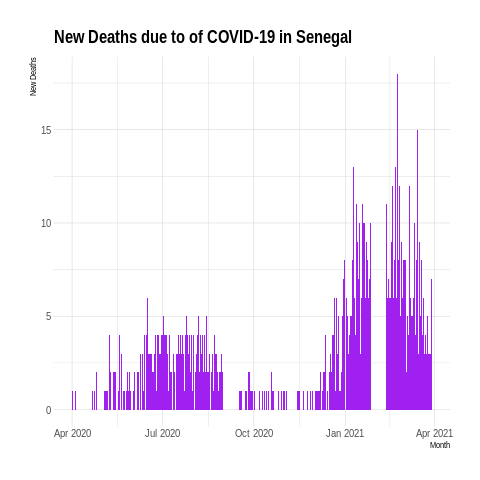 New Deaths due to of COVID-19 in Senegal
New Deaths
15
10
5
0
Apr 2020 Jul 2020 Oct 2020 Jan 2021 Apr 2021
Month